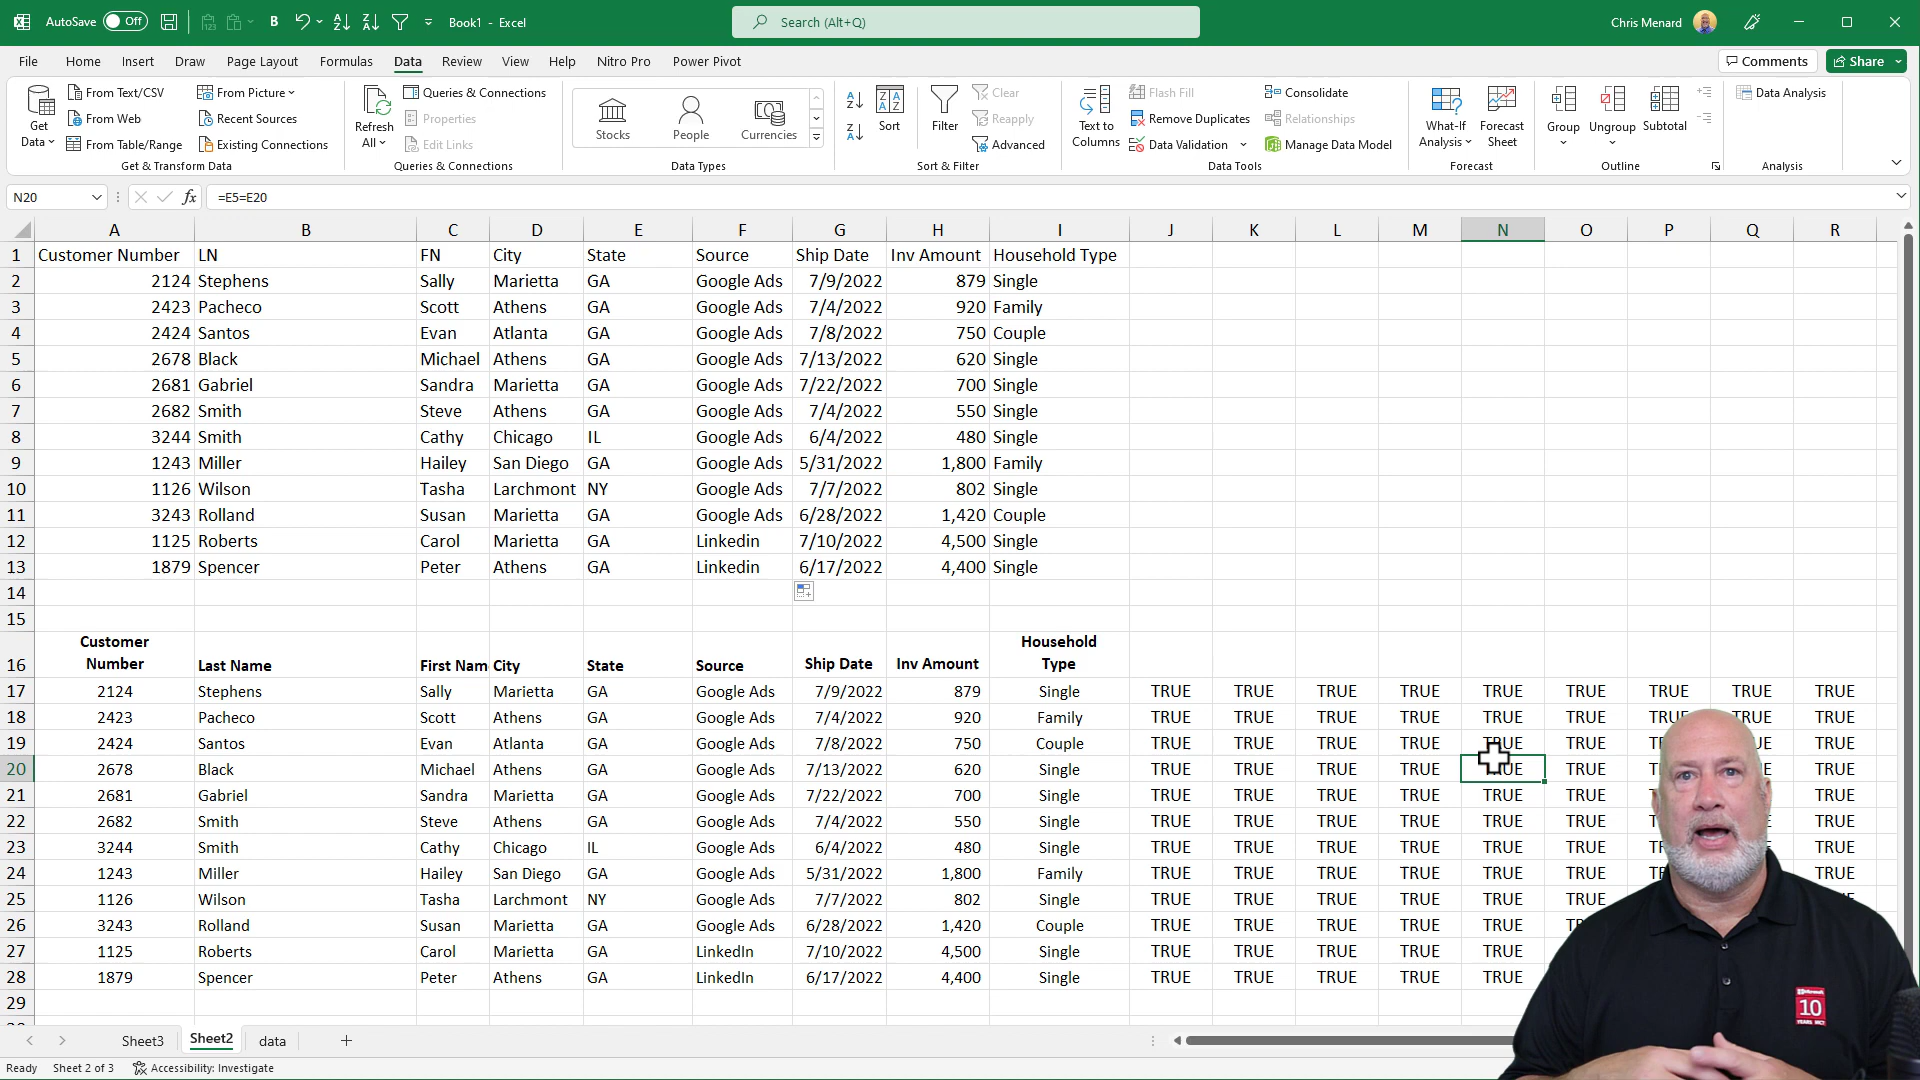 AutoSave Off B Book1 - Excel Search (Alt+Q) Chris Menard
File Home Insert Draw Page Layout Formulas Data Review View Help Nitro Pro Power Pivot Comments Share
From Text/CSV From Picture Queries & Connections Clear Flash Fill Consolidate Data Analysis
From Web Recent Sources Properties Reapply Remove Duplicates Relationships
Get Data Refresh All Stocks People Currencies Sort Filter Text to Columns What-If Analysis Forecast Sheet Group Ungroup Subtotal
From Table/Range Existing Connections Edit Links Advanced Data Validation Manage Data Model
Get & Transform Data Queries & Connections Data Types Sort & Filter Data Tools Forecast Outline Analysis
N20 fx =E5=E20
A B C D E F G H I J K L M N O P Q R
1 Customer Number LN FN City State Source Ship Date Inv Amount Household Type
2 2124 Stephens Sally Marietta GA Google Ads 7/9/2022 879 Single
3 2423 Pacheco Scott Athens GA Google Ads 7/4/2022 920 Family
4 2424 Santos Evan Atlanta GA Google Ads 7/8/2022 750 Couple
5 2678 Black Michael Athens GA Google Ads 7/13/2022 620 Single
6 2681 Gabriel Sandra Marietta GA Google Ads 7/22/2022 700 Single
7 2682 Smith Steve Athens GA Google Ads 7/4/2022 550 Single
8 3244 Smith Cathy Chicago IL Google Ads 6/4/2022 480 Single
9 1243 Miller Hailey San Diego GA Google Ads 5/31/2022 1,800 Family
10 1126 Wilson Tasha Larchmont NY Google Ads 7/7/2022 802 Single
11 3243 Rolland Susan Marietta GA Google Ads 6/28/2022 1,420 Couple
12 1125 Roberts Carol Marietta GA Linkedin 7/10/2022 4,500 Single
13 1879 Spencer Peter Athens GA Linkedin 6/17/2022 4,400 Single
14
15
16 Customer Number Last Name First Nam City State Source Ship Date Inv Amount Household Type
17 2124 Stephens Sally Marietta GA Google Ads 7/9/2022 879 Single TRUE TRUE TRUE TRUE TRUE TRUE TRUE TRUE TRUE
18 2423 Pacheco Scott Athens GA Google Ads 7/4/2022 920 Family TRUE TRUE TRUE TRUE TRUE TRUE TRUE TRUE TRUE
19 2424 Santos Evan Atlanta GA Google Ads 7/8/2022 750 Couple TRUE TRUE TRUE TRUE TRUE TRUE TRUE
20 2678 Black Michael Athens GA Google Ads 7/13/2022 620 Single TRUE TRUE TRUE TRUE TRUE TRUE TRUE
21 2681 Gabriel Sandra Marietta GA Google Ads 7/22/2022 700 Single TRUE TRUE TRUE TRUE TRUE TRUE TRUE
22 2682 Smith Steve Athens GA Google Ads 7/4/2022 550 Single TRUE TRUE TRUE TRUE TRUE TRUE TRUE
23 3244 Smith Cathy Chicago IL Google Ads 6/4/2022 480 Single TRUE TRUE TRUE TRUE TRUE TRUE TRUE
24 1243 Miller Hailey San Diego GA Google Ads 5/31/2022 1,800 Family TRUE TRUE TRUE TRUE TRUE TRUE TRUE
25 1126 Wilson Tasha Larchmont NY Google Ads 7/7/2022 802 Single TRUE TRUE TRUE TRUE TRUE TRUE
26 3243 Rolland Susan Marietta GA Google Ads 6/28/2022 1,420 Couple TRUE TRUE TRUE TRUE TRUE
27 1125 Roberts Carol Marietta GA LinkedIn 7/10/2022 4,500 Single TRUE TRUE TRUE TRUE TRUE
28 1879 Spencer Peter Athens GA LinkedIn 6/17/2022 4,400 Single TRUE TRUE TRUE TRUE TRUE
29
Microsoft
10
YEARS MCT
Sheet3 Sheet2 data
Ready Sheet 2 of 3 Accessibility: Investigate